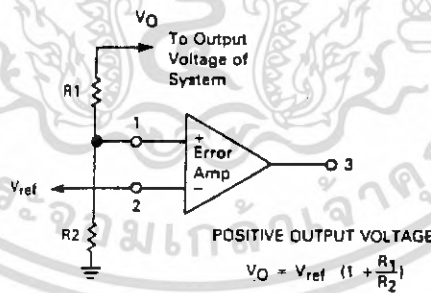 VO
To Output
Voltage of
System
R1
1
+
Error
Amp
−
3
Vref
2
R2
POSITIVE OUTPUT VOLTAGE
VO = Vref (1 + R1/R2)